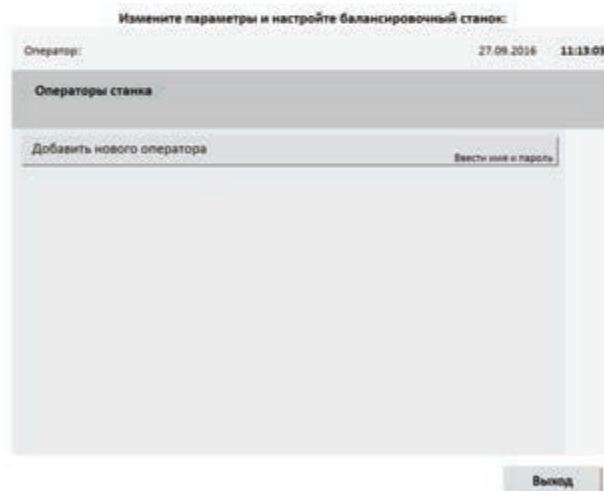 Измените параметры и настройте балансировочный станок:
Оператор: 27.09.2016 11:13:03
Операторы станка
Добавить нового оператора
Ввести имя и пароль
Выход